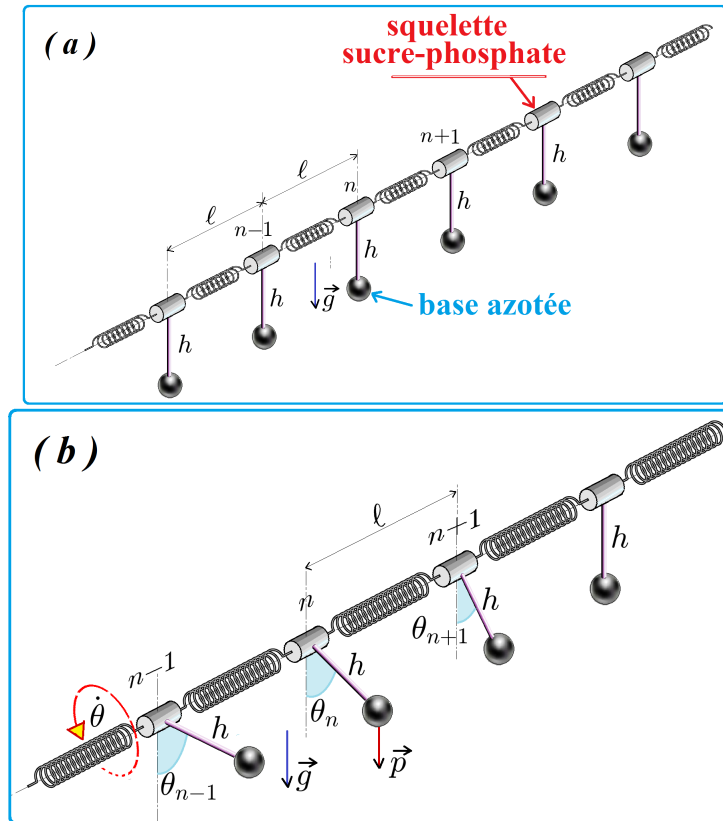 ( a )
squelette
sucre-phosphate
n+1
h
n
ℓ
h
ℓ
n-1
h
h
g⃗
base azotée
h
h
( b )
ℓ
n+1
h
n
h
θₙ₊₁
n-1
h
θ̇
θₙ
h
g⃗
p⃗
θₙ₋₁